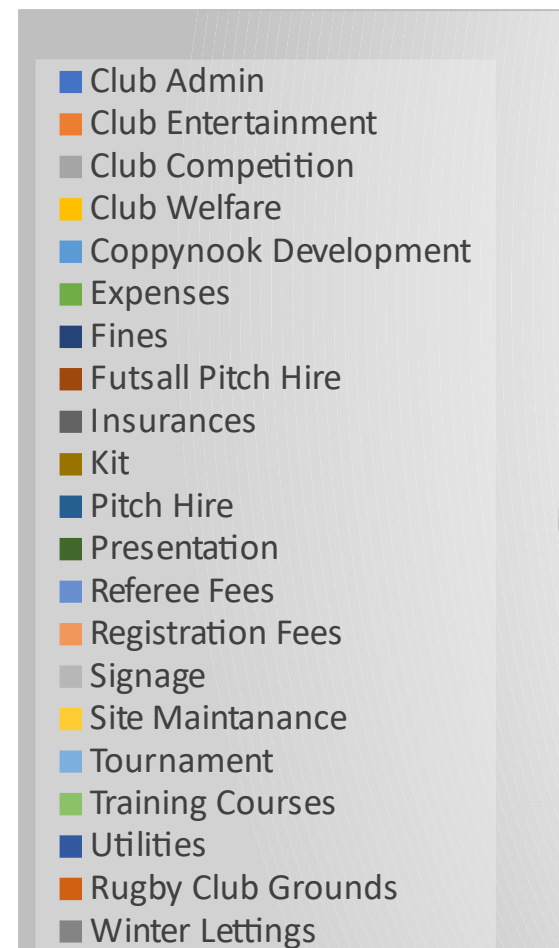 Club Admin
Club Entertainment
Club Competition
Club Welfare
Coppynook Development
Expenses
Fines
Futsall Pitch Hire
Insurances
Kit
Pitch Hire
Presentation
Referee Fees
Registration Fees
Signage
Site Maintanance
Tournament
Training Courses
Utilities
Rugby Club Grounds
Winter Lettings